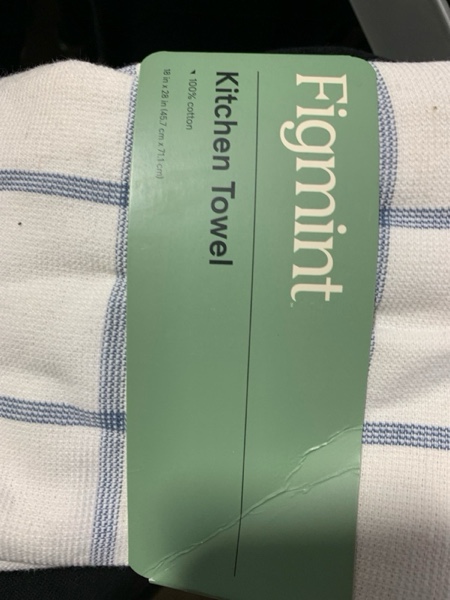 Figmint
Kitchen Towel
100% cotton
18 in x 28 in (45.7 cm x 71.1 cm)